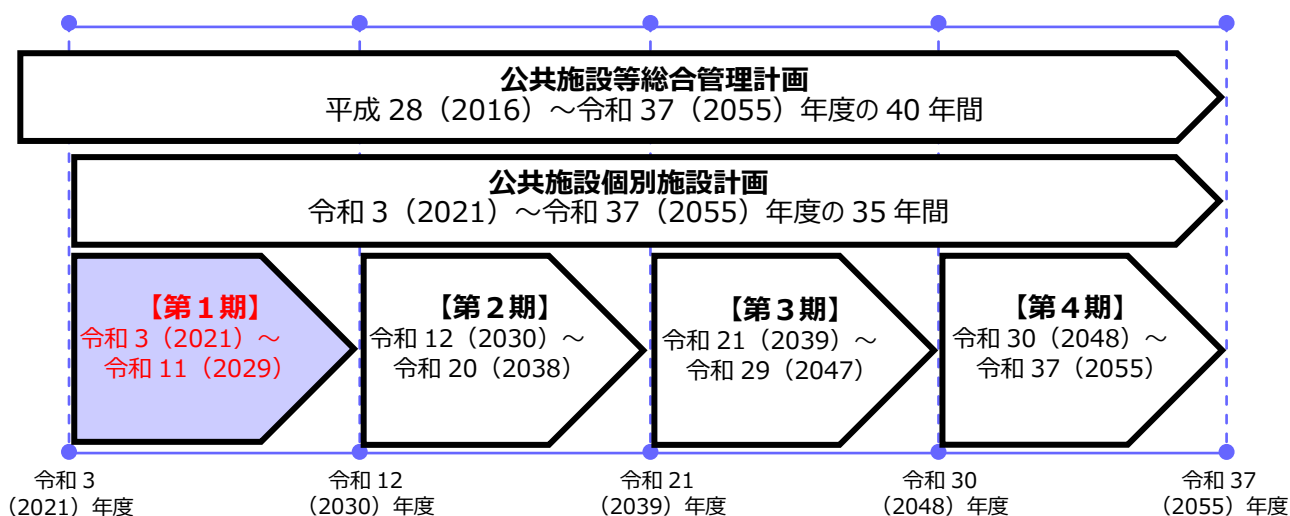 公共施設等総合管理計画
平成 28（2016）～令和 37（2055）年度の 40 年間
公共施設個別施設計画
令和 3（2021）～令和 37（2055）年度の 35 年間
【第１期】
令和 3（2021）～
令和 11（2029）
【第２期】
令和 12（2030）～
令和 20（2038）
【第３期】
令和 21（2039）～
令和 29（2047）
【第４期】
令和 30（2048）～
令和 37（2055）
令和 3
（2021）年度
令和 12
（2030）年度
令和 21
（2039）年度
令和 30
（2048）年度
令和 37
（2055）年度